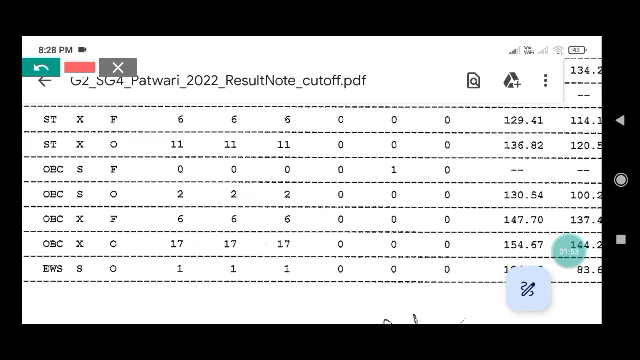 8:28 PM
43
G2_SG4_Patwari_2022_ResultNote_cutoff.pdf
134.2
--
ST X F 6 6 6 0 0 0 129.41 114.1
ST X O 11 11 11 0 0 0 136.82 120.5
OBC S F 0 0 0 0 1 0 -- --
OBC S O 2 2 2 0 0 0 130.54 100.2
OBC X F 6 6 6 0 0 0 147.70 137.4
OBC X O 17 17 17 0 0 0 154.67 144.2
01:53
EWS S O 1 1 1 0 0 0 83.6